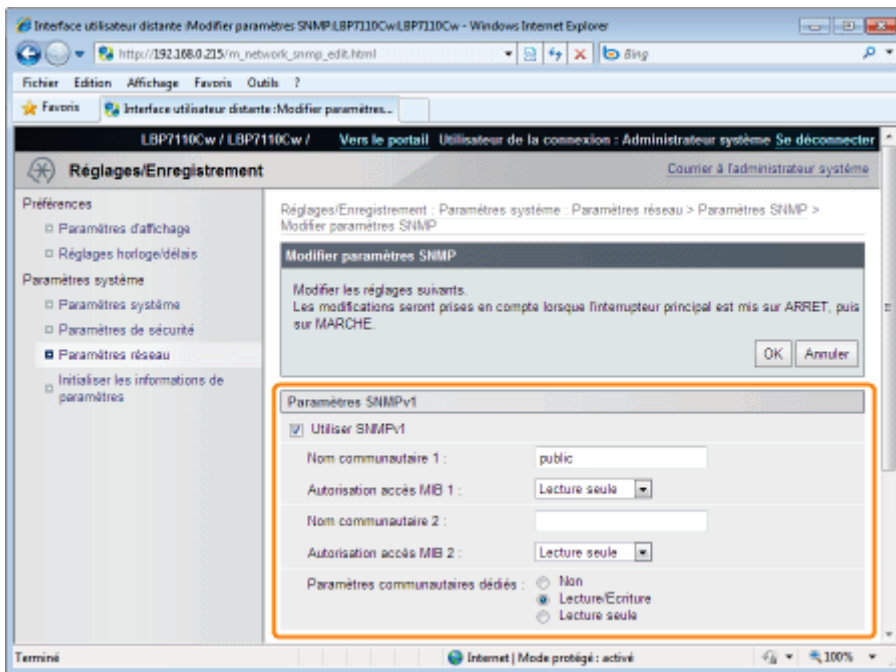 Interface utilisateur distante :Modifier paramètres SNMP:LBP7110Cw:LBP7110Cw - Windows Internet Explorer
http://192.168.0.215/m_network_snmp_edit.html
Bing
Fichier Edition Affichage Favoris Outils ?
Favoris Interface utilisateur distante :Modifier paramètres...
LBP7110Cw / LBP7110Cw / Vers le portail Utilisateur de la connexion : Administrateur système Se déconnecter
Réglages/Enregistrement
Courrier à l'administrateur système
Préférences
Paramètres d'affichage
Réglages horloge/délais
Paramètres système
Paramètres système
Paramètres de sécurité
Paramètres réseau
Initialiser les informations de
paramètres
Réglages/Enregistrement : Paramètres système : Paramètres réseau > Paramètres SNMP >
Modifier paramètres SNMP
Modifier paramètres SNMP
Modifier les réglages suivants.
Les modifications seront prises en compte lorsque l'interrupteur principal est mis sur ARRET, puis
sur MARCHE.
OK Annuler
Paramètres SNMPv1
Utiliser SNMPv1
Nom communautaire 1 : public
Autorisation accès MIB 1 : Lecture seule
Nom communautaire 2 :
Autorisation accès MIB 2 : Lecture seule
Paramètres communautaires dédiés : Non
Lecture/Ecriture
Lecture seule
Terminé
Internet | Mode protégé : activé
100%